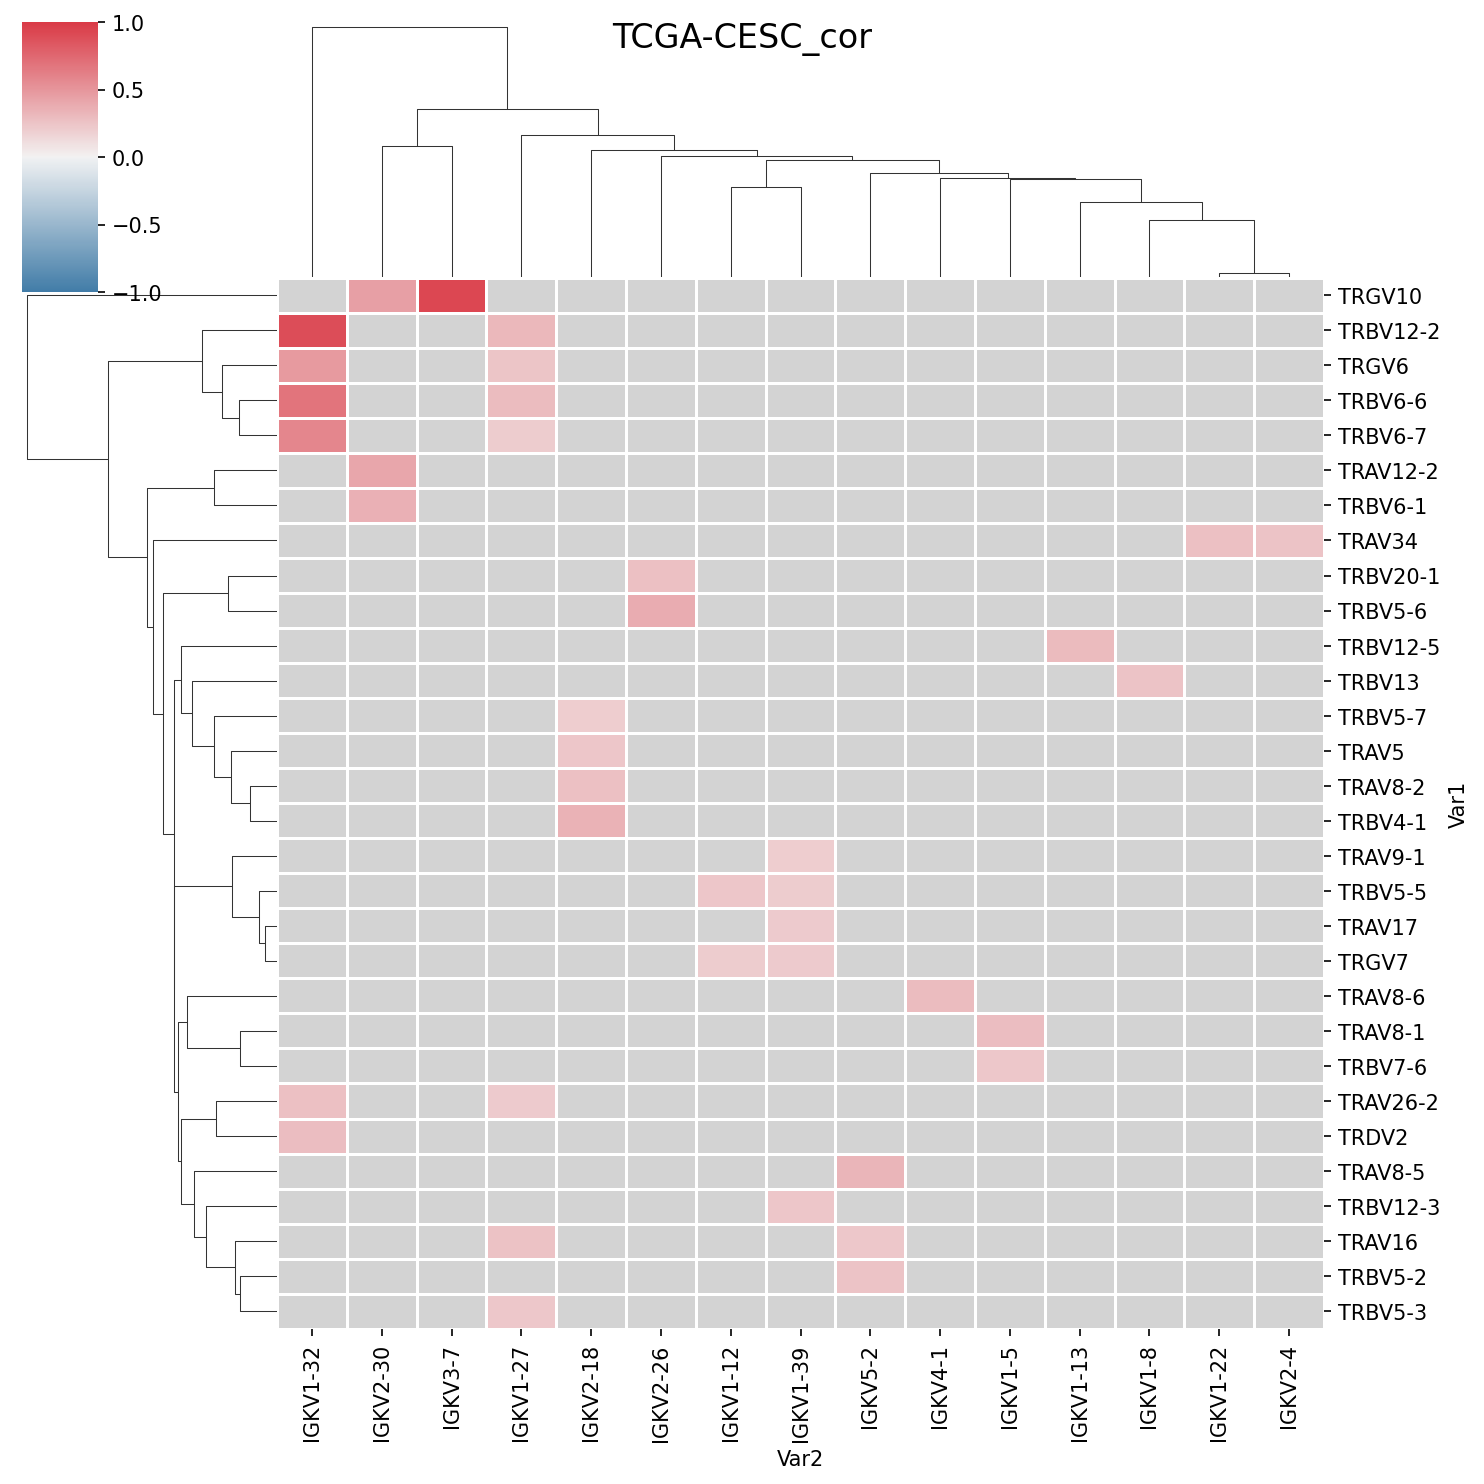 TCGA-CESC_cor
1.0
0.5
0.0
−0.5
−1.0
TRGV10
TRBV12-2
TRGV6
TRBV6-6
TRBV6-7
TRAV12-2
TRBV6-1
TRAV34
TRBV20-1
TRBV5-6
TRBV12-5
TRBV13
TRBV5-7
TRAV5
TRAV8-2
TRBV4-1
TRAV9-1
TRBV5-5
TRAV17
TRGV7
TRAV8-6
TRAV8-1
TRBV7-6
TRAV26-2
TRDV2
TRAV8-5
TRBV12-3
TRAV16
TRBV5-2
TRBV5-3
Var1
IGKV1-32
IGKV2-30
IGKV3-7
IGKV1-27
IGKV2-18
IGKV2-26
IGKV1-12
IGKV1-39
IGKV5-2
IGKV4-1
IGKV1-5
IGKV1-13
IGKV1-8
IGKV1-22
IGKV2-4
Var2